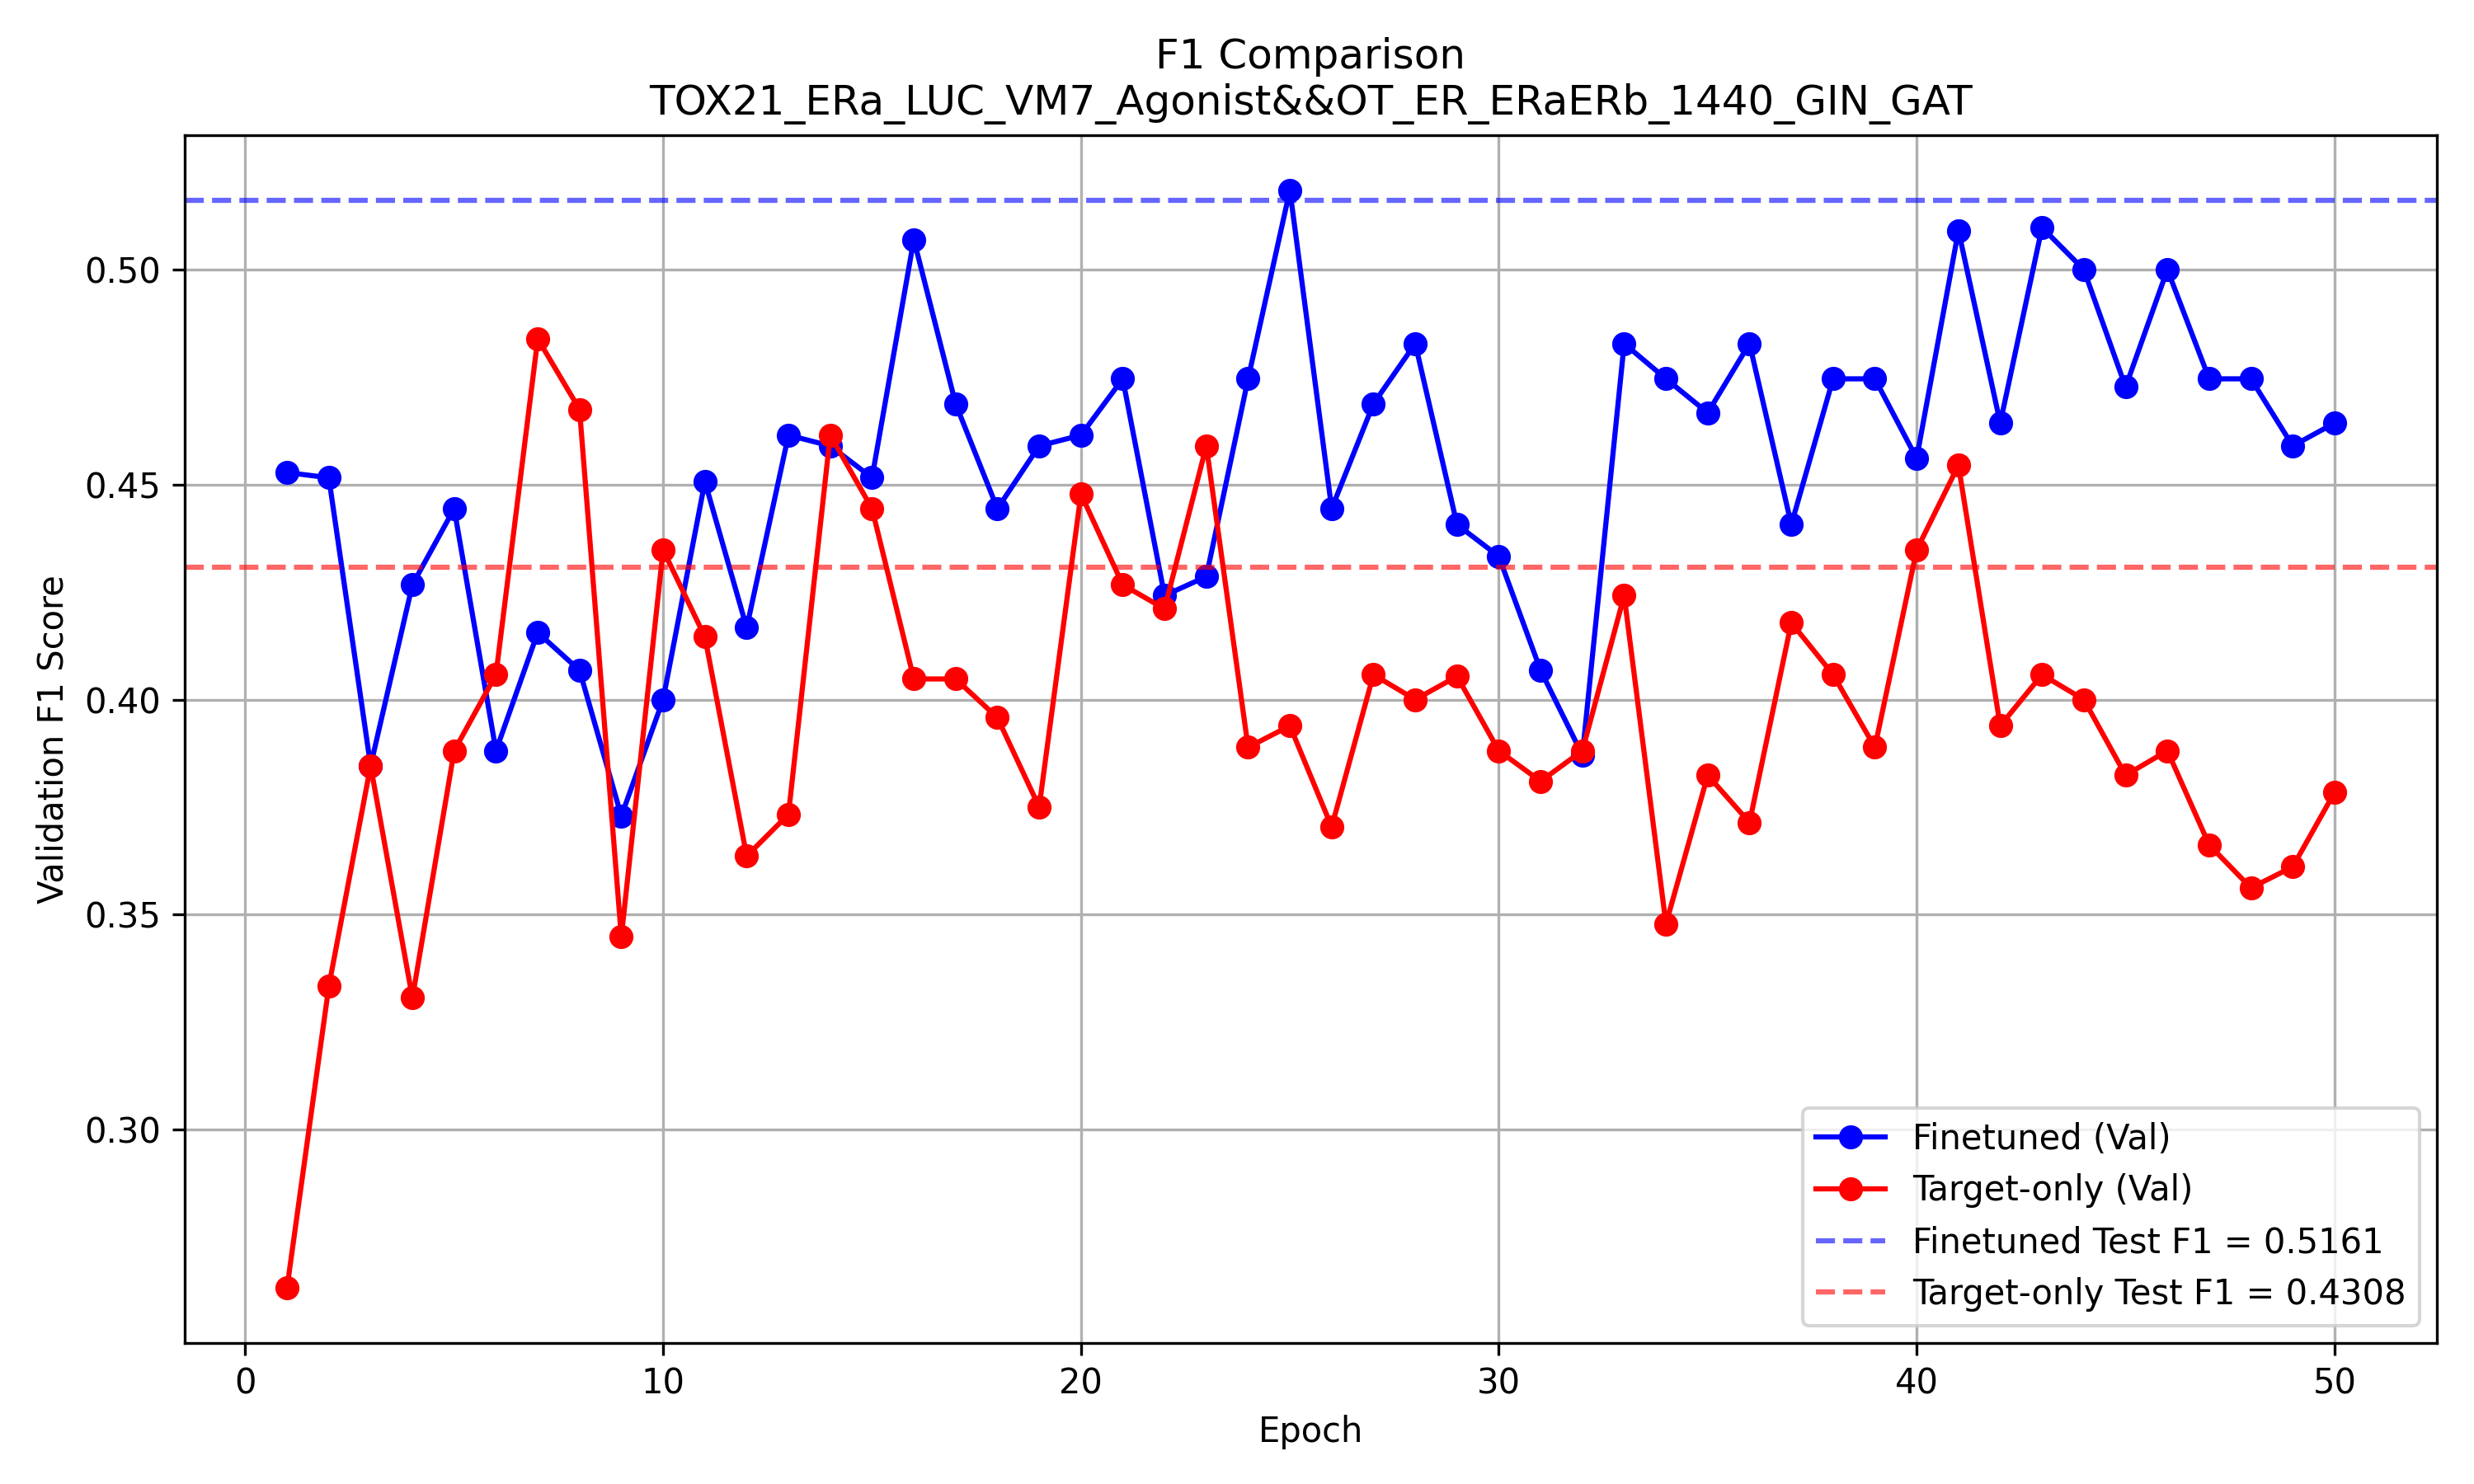 F1 Comparison
TOX21_ERa_LUC_VM7_Agonist&&OT_ER_ERaERb_1440_GIN_GAT
Validation F1 Score
0.50
0.45
0.40
0.35
0.30
0 10 20 30 40 50
Epoch
Finetuned (Val)
Target-only (Val)
Finetuned Test F1 = 0.5161
Target-only Test F1 = 0.4308